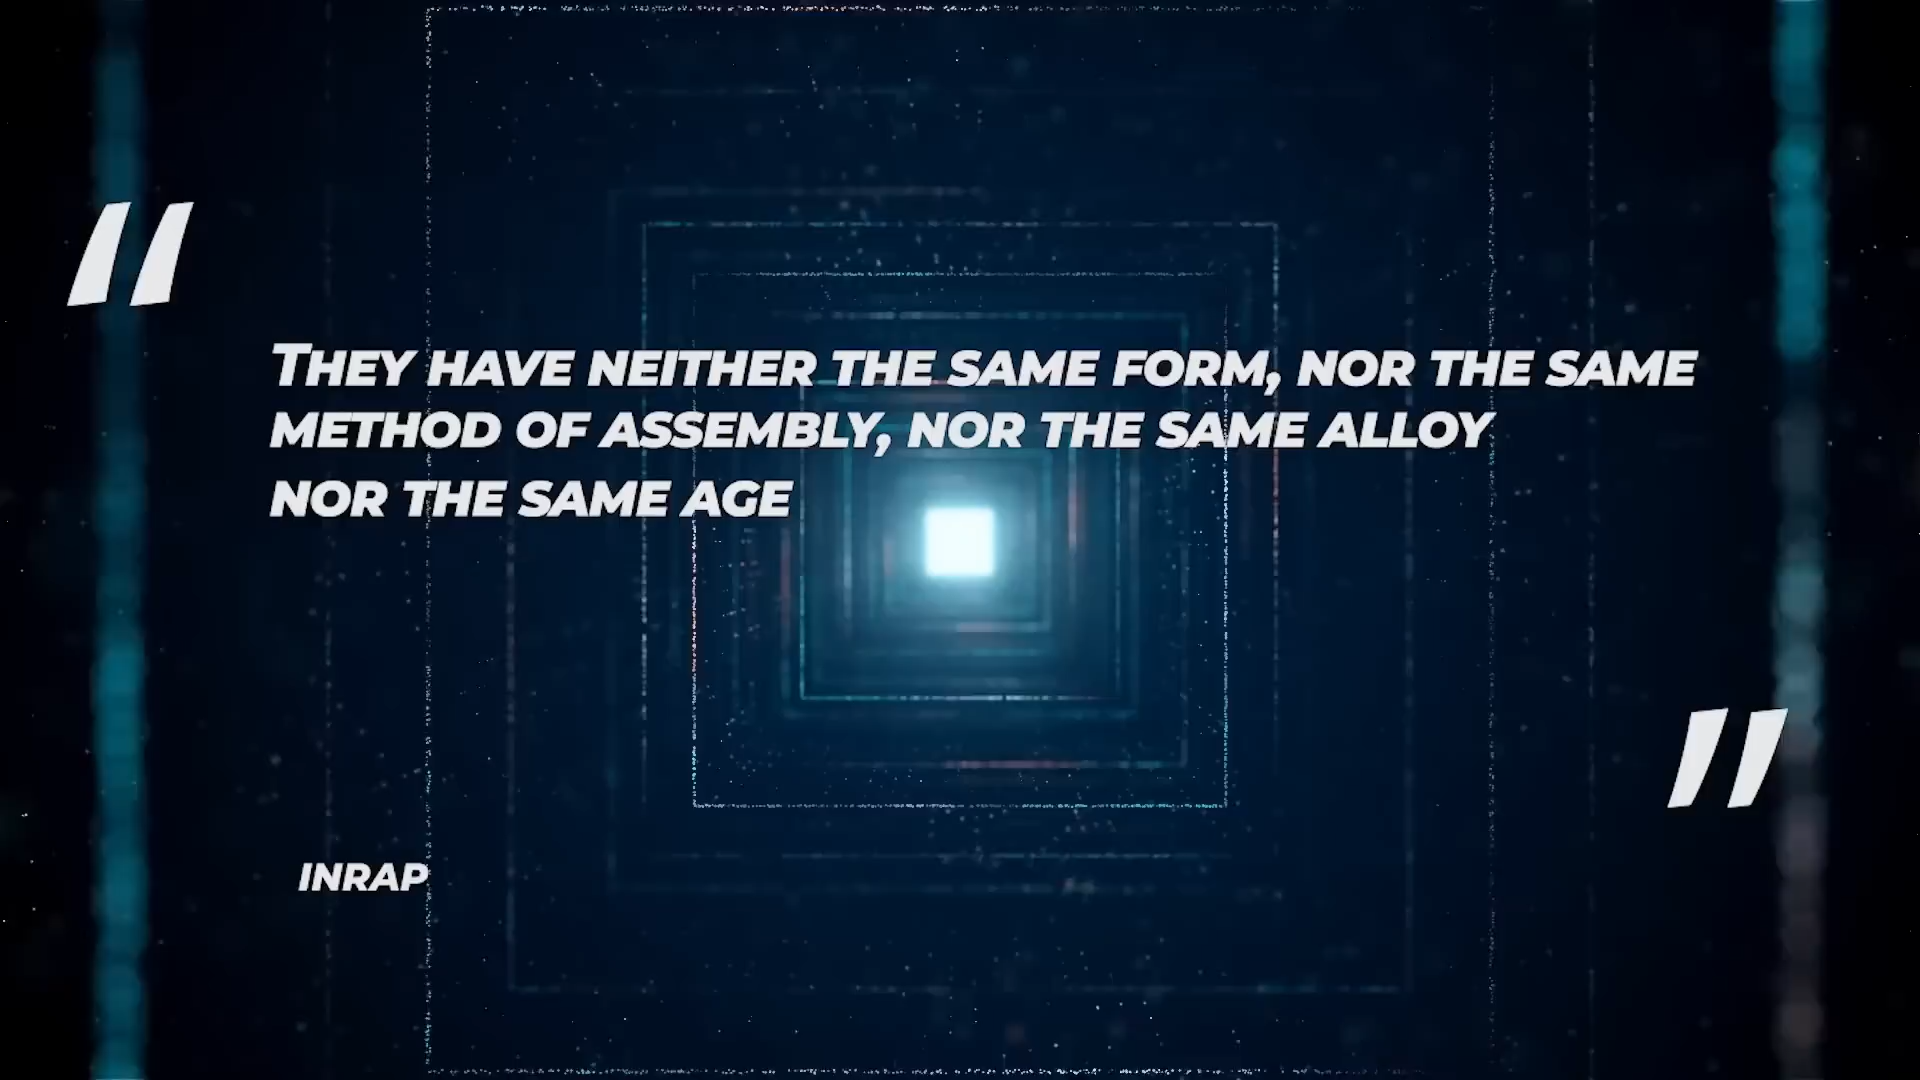 “
THEY HAVE NEITHER THE SAME FORM, NOR THE SAME
METHOD OF ASSEMBLY, NOR THE SAME ALLOY
NOR THE SAME AGE
”
INRAP